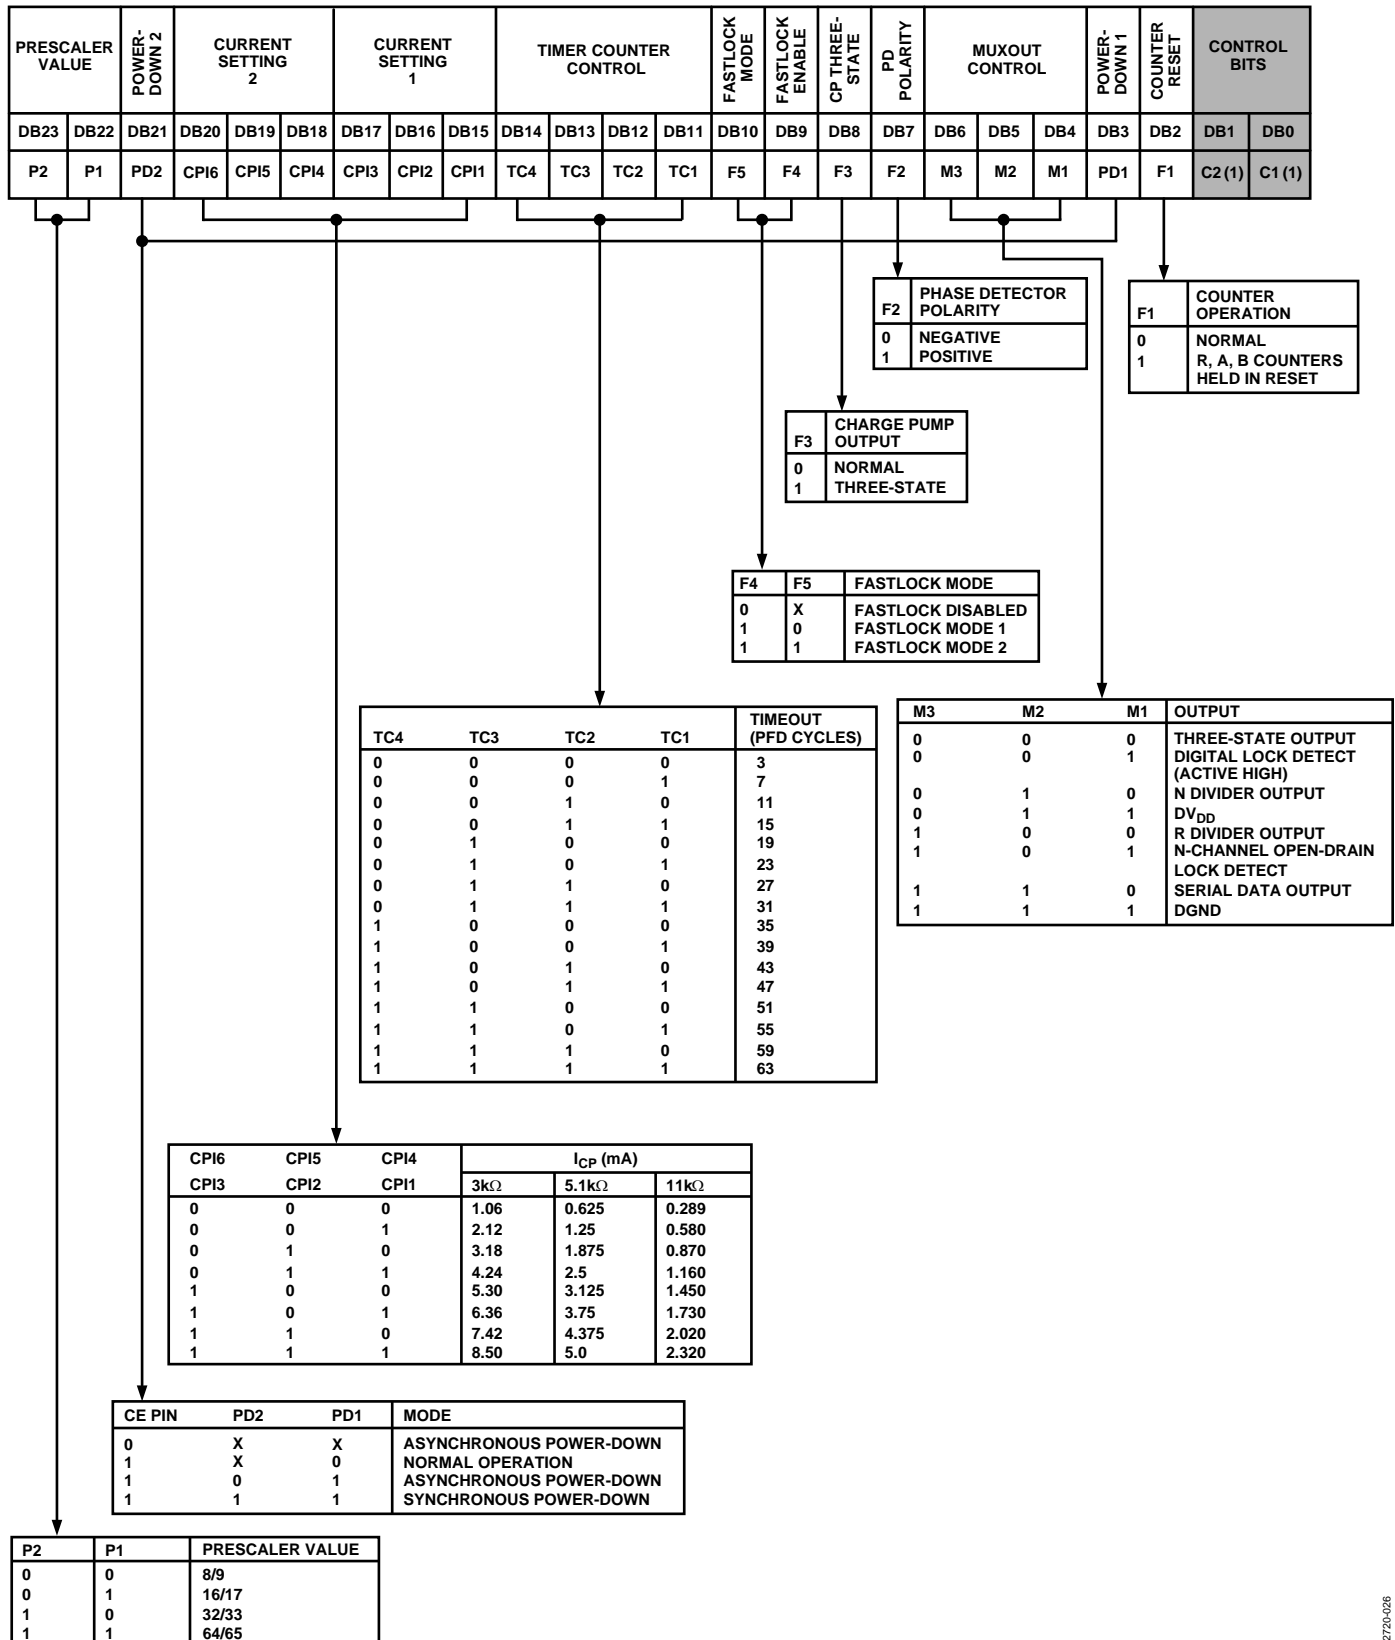 PRESCALER VALUE POWER-DOWN 2 CURRENT SETTING 2 CURRENT SETTING 1 TIMER COUNTER CONTROL FASTLOCK MODE FASTLOCK ENABLE CP THREE-STATE PD POLARITY MUXOUT CONTROL POWER-DOWN 1 COUNTER RESET CONTROL BITS
DB23 DB22 DB21 DB20 DB19 DB18 DB17 DB16 DB15 DB14 DB13 DB12 DB11 DB10 DB9 DB8 DB7 DB6 DB5 DB4 DB3 DB2 DB1 DB0
P2 P1 PD2 CPI6 CPI5 CPI4 CPI3 CPI2 CPI1 TC4 TC3 TC2 TC1 F5 F4 F3 F2 M3 M2 M1 PD1 F1 C2 (1) C1 (1)
F2 PHASE DETECTOR POLARITY
0 NEGATIVE
1 POSITIVE
F1 COUNTER OPERATION
0 NORMAL
1 R, A, B COUNTERS
HELD IN RESET
F3 CHARGE PUMP OUTPUT
0 NORMAL
1 THREE-STATE
F4 F5 FASTLOCK MODE
0 X FASTLOCK DISABLED
1 0 FASTLOCK MODE 1
1 1 FASTLOCK MODE 2
TC4 TC3 TC2 TC1 TIMEOUT (PFD CYCLES)
0 0 0 0 3
0 0 0 1 7
0 0 1 0 11
0 0 1 1 15
0 1 0 0 19
0 1 0 1 23
0 1 1 0 27
0 1 1 1 31
1 0 0 0 35
1 0 0 1 39
1 0 1 0 43
1 0 1 1 47
1 1 0 0 51
1 1 0 1 55
1 1 1 0 59
1 1 1 1 63
M3 M2 M1 OUTPUT
0 0 0 THREE-STATE OUTPUT
0 0 1 DIGITAL LOCK DETECT
(ACTIVE HIGH)
0 1 0 N DIVIDER OUTPUT
0 1 1 DVDD
1 0 0 R DIVIDER OUTPUT
1 0 1 N-CHANNEL OPEN-DRAIN
LOCK DETECT
1 1 0 SERIAL DATA OUTPUT
1 1 1 DGND
CPI6 CPI5 CPI4 ICP (mA)
CPI3 CPI2 CPI1 3kΩ 5.1kΩ 11kΩ
0 0 0 1.06 0.625 0.289
0 0 1 2.12 1.25 0.580
0 1 0 3.18 1.875 0.870
0 1 1 4.24 2.5 1.160
1 0 0 5.30 3.125 1.450
1 0 1 6.36 3.75 1.730
1 1 0 7.42 4.375 2.020
1 1 1 8.50 5.0 2.320
CE PIN PD2 PD1 MODE
0 X X ASYNCHRONOUS POWER-DOWN
1 X 0 NORMAL OPERATION
1 0 1 ASYNCHRONOUS POWER-DOWN
1 1 1 SYNCHRONOUS POWER-DOWN
P2 P1 PRESCALER VALUE
0 0 8/9
0 1 16/17
1 0 32/33
1 1 64/65
2720-026